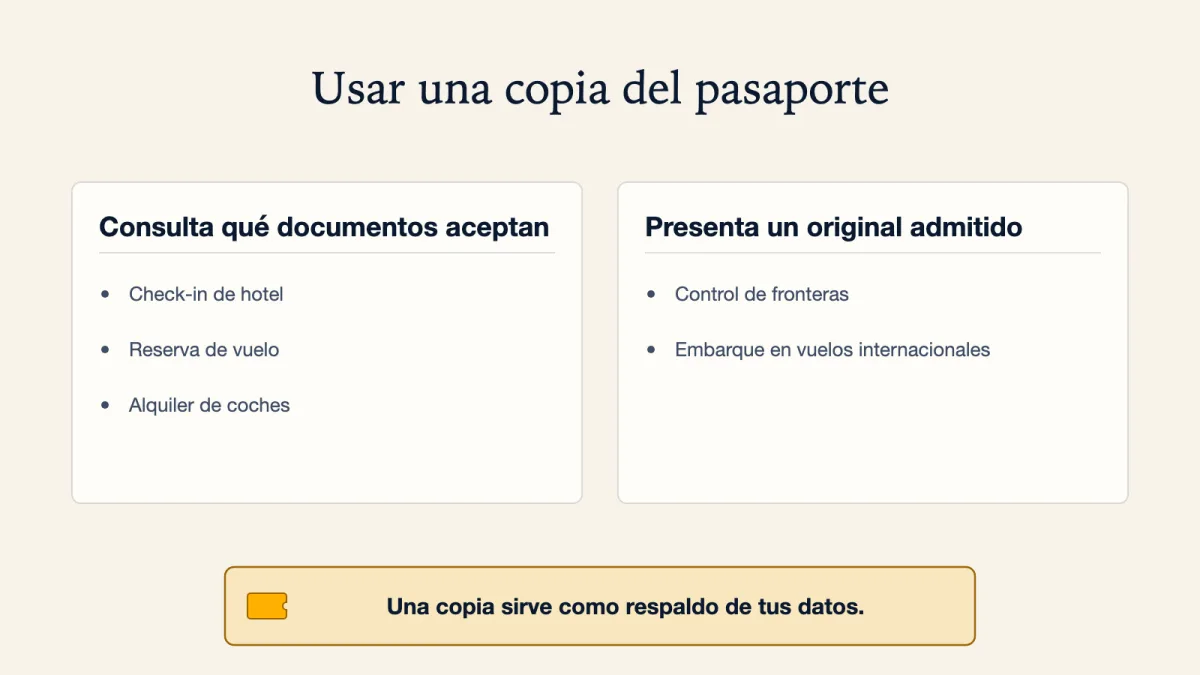 Usar una copia del pasaporte
Consulta qué documentos aceptan
Check-in de hotel
Reserva de vuelo
Alquiler de coches
Presenta un original admitido
Control de fronteras
Embarque en vuelos internacionales
Una copia sirve como respaldo de tus datos.